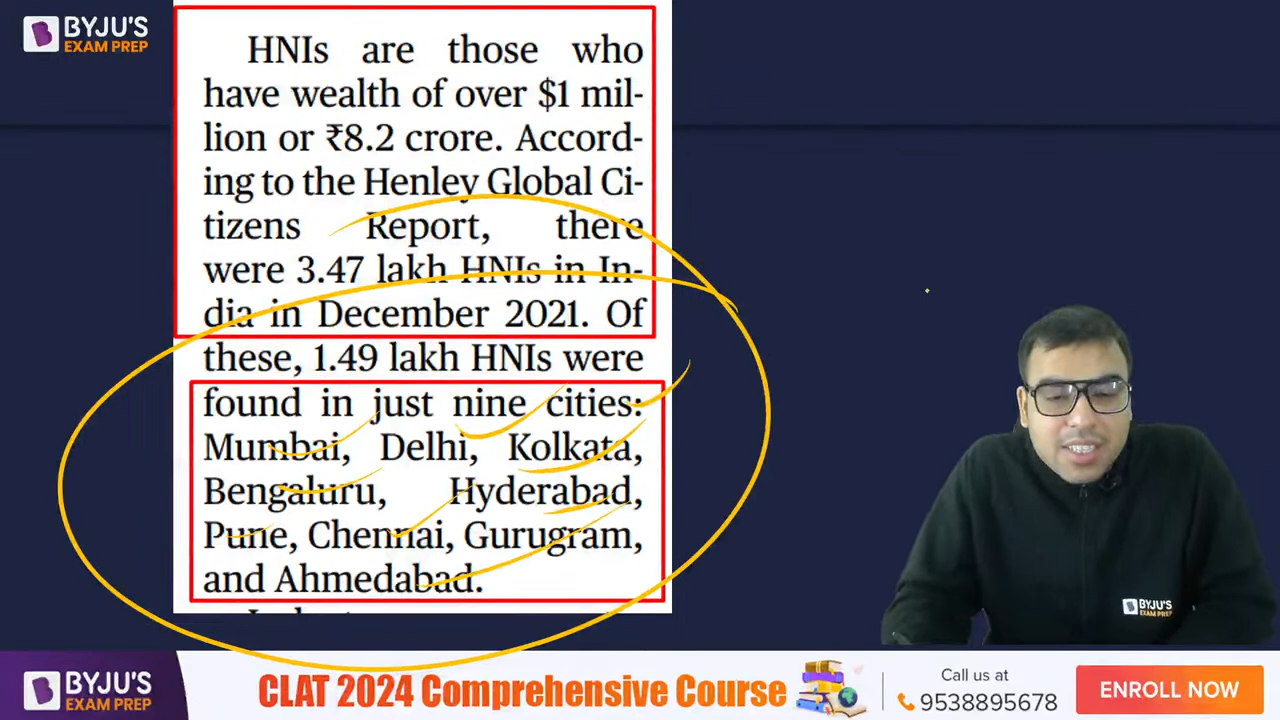 BYJU'S
EXAM PREP
HNIs are those who
have wealth of over $1 mil-
lion or ₹8.2 crore. Accord-
ing to the Henley Global Ci-
tizens Report, there
were 3.47 lakh HNIs in In-
dia in December 2021. Of
these, 1.49 lakh HNIs were
found in just nine cities:
Mumbai, Delhi, Kolkata,
Bengaluru, Hyderabad,
Pune, Chennai, Gurugram,
and Ahmedabad.
BYJU'S
EXAM PREP
BYJU'S
EXAM PREP
CLAT 2024 Comprehensive Course
Call us at
9538895678
ENROLL NOW